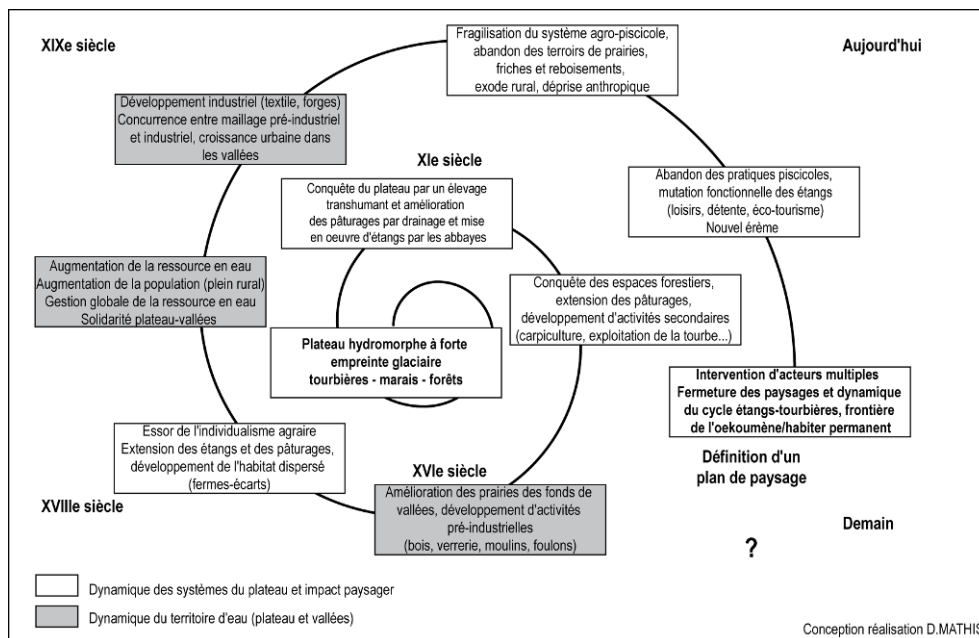 XIXe siècle
Fragilisation du système agro-piscicole,
abandon des terroirs de prairies,
friches et reboisements,
exode rural, déprise anthropique
Aujourd'hui
Développement industriel (textile, forges)
Concurrence entre maillage pré-industriel
et industriel, croissance urbaine dans
les vallées
XIe siècle
Conquête du plateau par un élevage
transhumant et amélioration
des pâturages par drainage et mise
en oeuvre d'étangs par les abbayes
Abandon des pratiques piscicoles,
mutation fonctionnelle des étangs
(loisirs, détente, éco-tourisme)
Nouvel érème
Augmentation de la ressource en eau
Augmentation de la population (plein rural)
Gestion globale de la ressource en eau
Solidarité plateau-vallées
Conquête des espaces forestiers,
extension des pâturages,
développement d'activités secondaires
(carpiculture, exploitation de la tourbe...)
Plateau hydromorphe à forte
empreinte glaciaire
tourbières - marais - forêts
Intervention d'acteurs multiples
Fermeture des paysages et dynamique
du cycle étangs-tourbières, frontière
de l'oekoumène/habiter permanent
Essor de l'individualisme agraire
Extension des étangs et des pâturages,
développement de l'habitat dispersé
(fermes-écarts)
XVIIIe siècle
XVIe siècle
Amélioration des prairies des fonds de
vallées, développement d'activités
pré-industrielles
(bois, verrerie, moulins, foulons)
Définition d'un
plan de paysage
Demain
?
Dynamique des systèmes du plateau et impact paysager
Dynamique du territoire d'eau (plateau et vallées)
Conception réalisation D.MATHIS